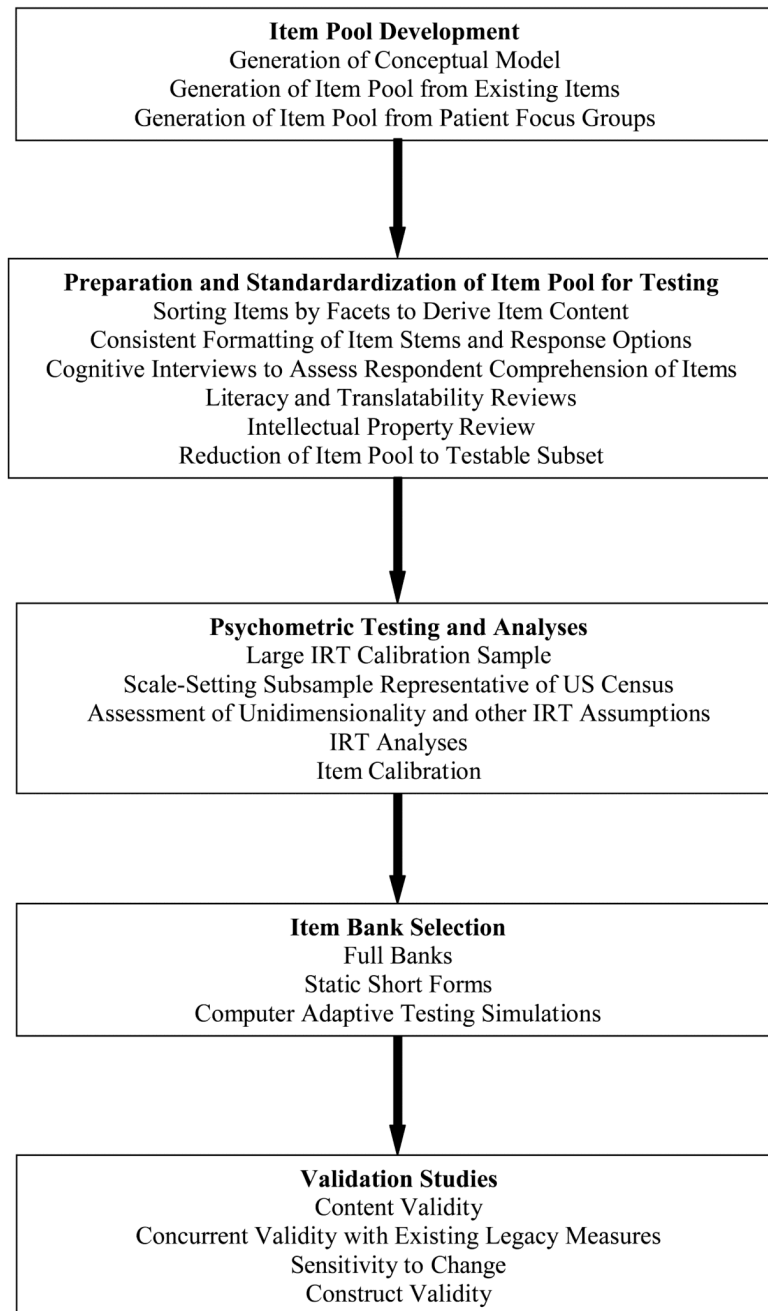 Item Pool Development
Generation of Conceptual Model
Generation of Item Pool from Existing Items
Generation of Item Pool from Patient Focus Groups
Preparation and Standardardization of Item Pool for Testing
Sorting Items by Facets to Derive Item Content
Consistent Formatting of Item Stems and Response Options
Cognitive Interviews to Assess Respondent Comprehension of Items
Literacy and Translatability Reviews
Intellectual Property Review
Reduction of Item Pool to Testable Subset
Psychometric Testing and Analyses
Large IRT Calibration Sample
Scale-Setting Subsample Representative of US Census
Assessment of Unidimensionality and other IRT Assumptions
IRT Analyses
Item Calibration
Item Bank Selection
Full Banks
Static Short Forms
Computer Adaptive Testing Simulations
Validation Studies
Content Validity
Concurrent Validity with Existing Legacy Measures
Sensitivity to Change
Construct Validity